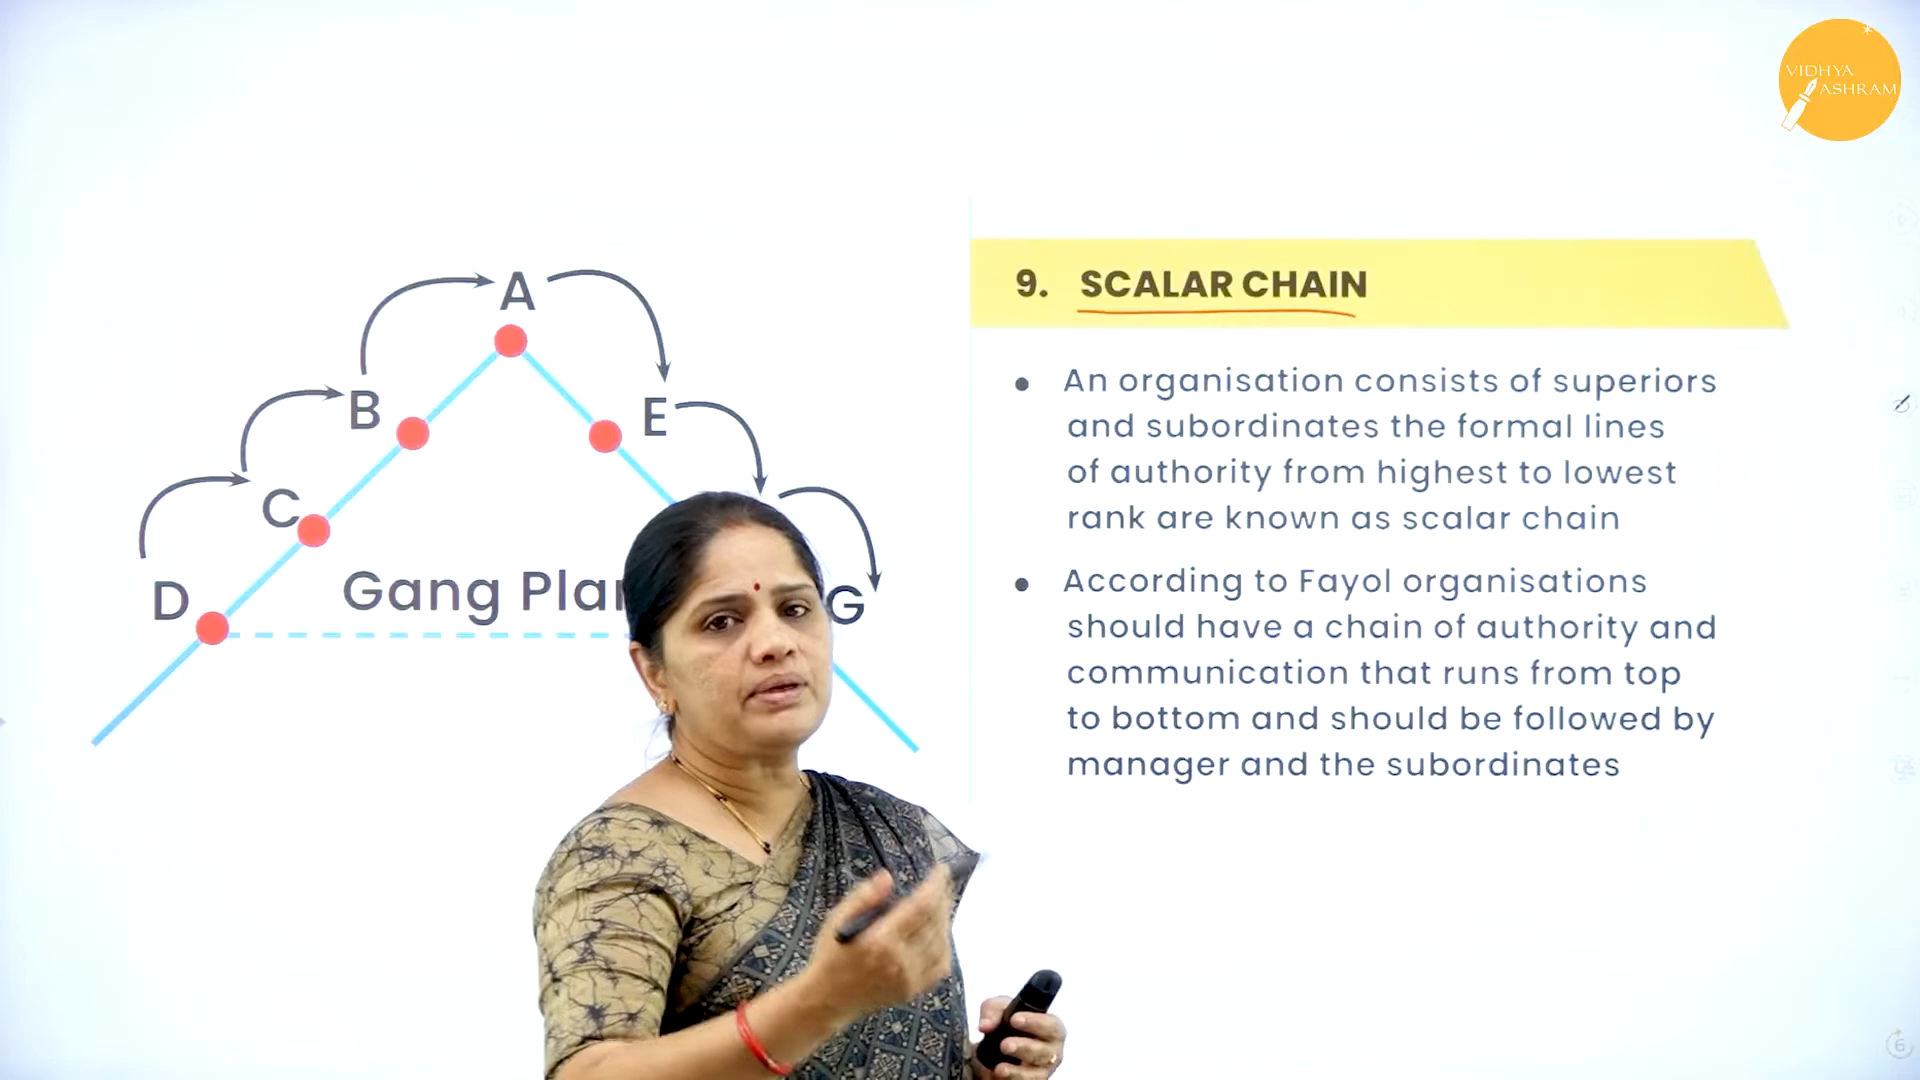 VIDHYA
ASHRAM
A
B
E
C
D
Gang Plan
G
9. SCALAR CHAIN
• An organisation consists of superiors
and subordinates the formal lines
of authority from highest to lowest
rank are known as scalar chain
• According to Fayol organisations
should have a chain of authority and
communication that runs from top
to bottom and should be followed by
manager and the subordinates
6